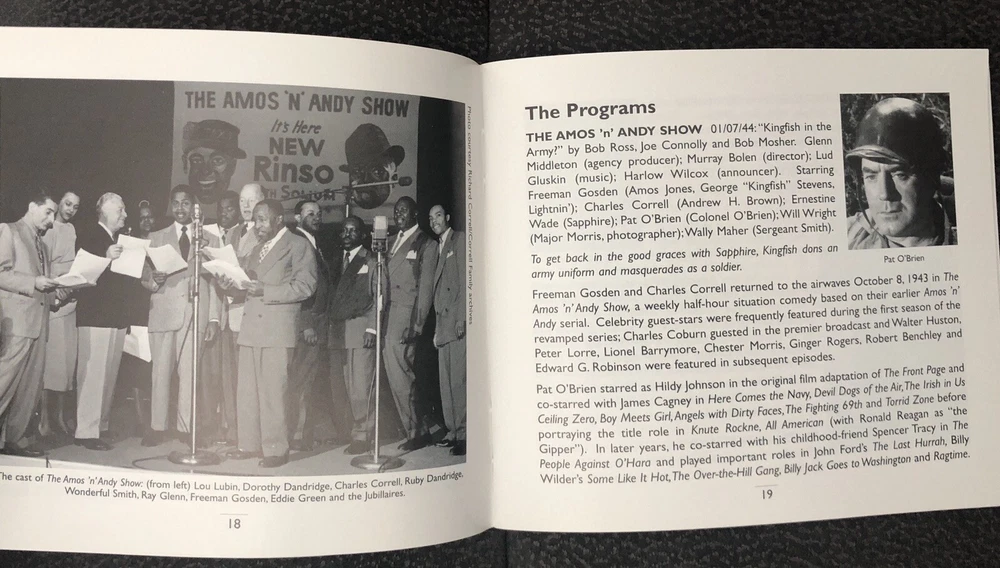 THE AMOS 'N' ANDY SHOW
It's Here
NEW
Rinso
WITH SOLIUM
Photo courtesy Richard Correll/Correll Family archives
The cast of The Amos 'n' Andy Show: (from left) Lou Lubin, Dorothy Dandridge, Charles Correll, Ruby Dandridge,
Wonderful Smith, Ray Glenn, Freeman Gosden, Eddie Green and the Jubillaires.
18
The Programs
THE AMOS 'n' ANDY SHOW 01/07/44: "Kingfish in the
Army?" by Bob Ross, Joe Connolly and Bob Mosher. Glenn
Middleton (agency producer); Murray Bolen (director); Lud
Gluskin (music); Harlow Wilcox (announcer). Starring
Freeman Gosden (Amos Jones, George "Kingfish" Stevens,
Lightnin'); Charles Correll (Andrew H. Brown); Ernestine
Wade (Sapphire); Pat O'Brien (Colonel O'Brien); Will Wright
(Major Morris, photographer); Wally Maher (Sergeant Smith).
To get back in the good graces with Sapphire, Kingfish dons an
army uniform and masquerades as a soldier.
Pat O'Brien
Freeman Gosden and Charles Correll returned to the airwaves October 8, 1943 in The
Amos 'n' Andy Show, a weekly half-hour situation comedy based on their earlier Amos 'n'
Andy serial. Celebrity guest-stars were frequently featured during the first season of the
revamped series; Charles Coburn guested in the premier broadcast and Walter Huston,
Peter Lorre, Lionel Barrymore, Chester Morris, Ginger Rogers, Robert Benchley and
Edward G. Robinson were featured in subsequent episodes.
Pat O'Brien starred as Hildy Johnson in the original film adaptation of The Front Page and
co-starred with James Cagney in Here Comes the Navy, Devil Dogs of the Air, The Irish in Us
Ceiling Zero, Boy Meets Girl, Angels with Dirty Faces, The Fighting 69th and Torrid Zone before
portraying the title role in Knute Rockne, All American (with Ronald Reagan as "the
Gipper"). In later years, he co-starred with his childhood-friend Spencer Tracy in The
People Against O'Hara and played important roles in John Ford's The Last Hurrah, Billy
Wilder's Some Like It Hot, The Over-the-Hill Gang, Billy Jack Goes to Washington and Ragtime.
19